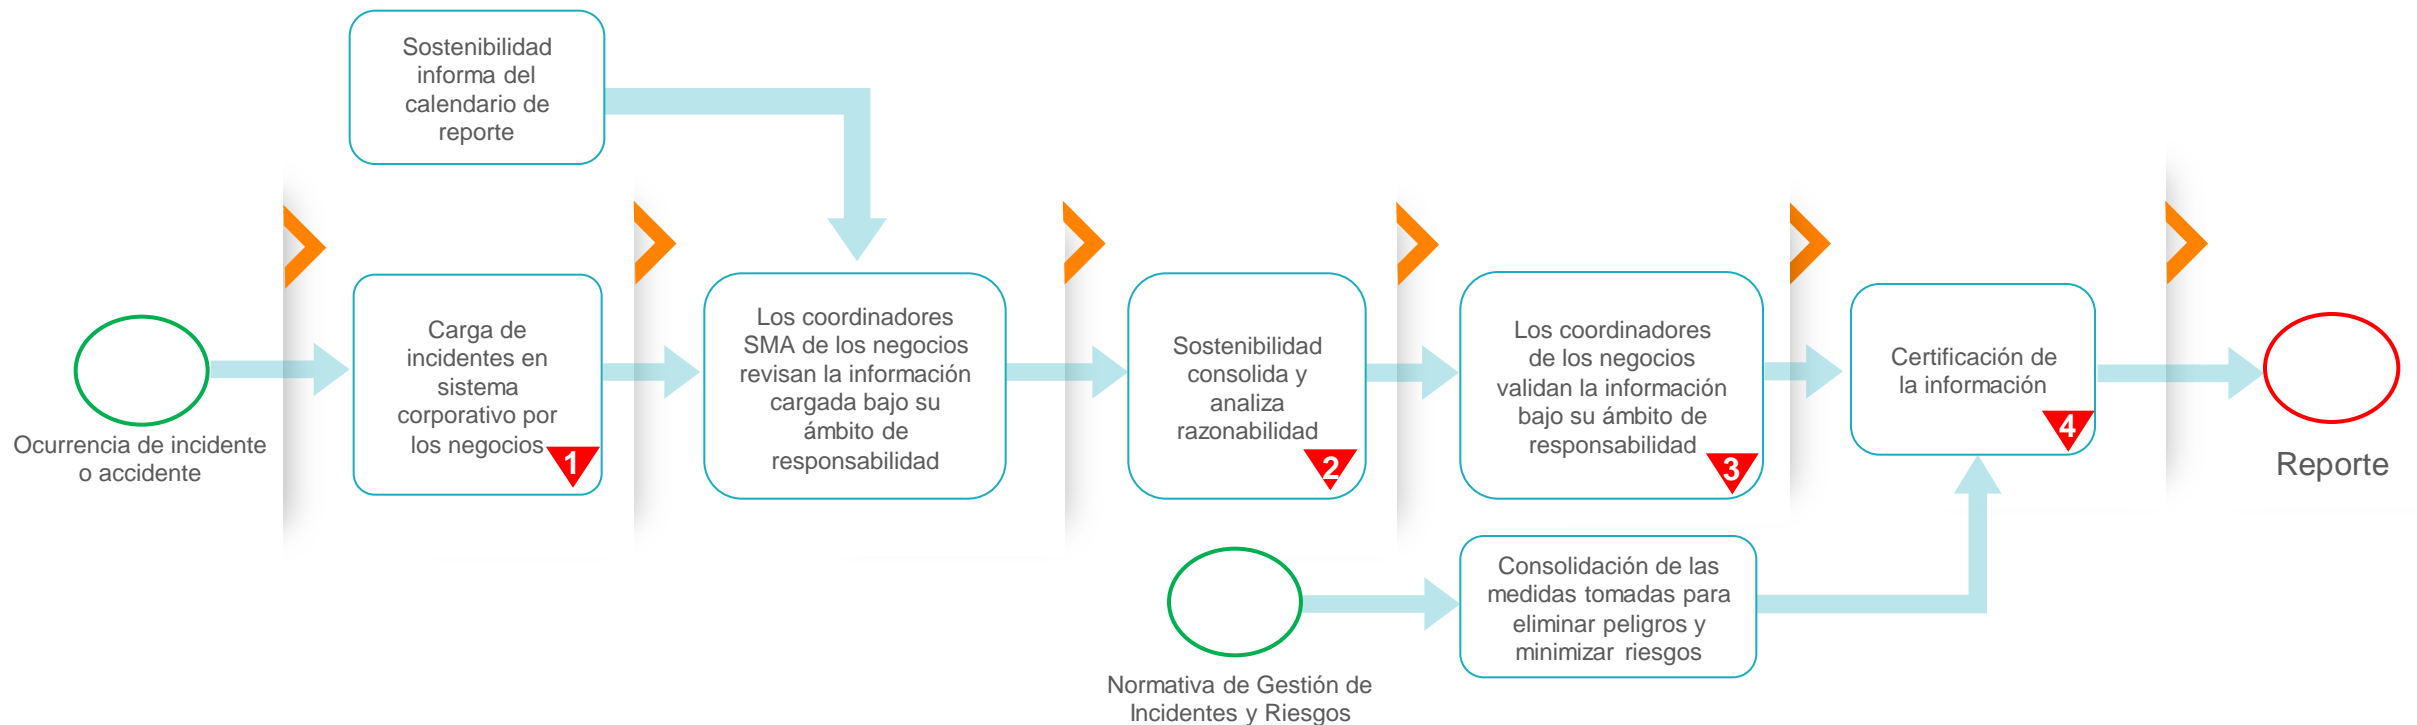 Sostenibilidad
informa del
calendario de
reporte
Ocurrencia de incidente
o accidente
Carga de
incidentes en
sistema
corporativo por
los negocios
1
Los coordinadores
SMA de los negocios
revisan la información
cargada bajo su
ámbito de
responsabilidad
Sostenibilidad
consolida y
analiza
razonabilidad
2
Los coordinadores
de los negocios
validan la información
bajo su ámbito de
responsabilidad
3
Certificación de
la información
4
Reporte
Normativa de Gestión de
Incidentes y Riesgos
Consolidación de las
medidas tomadas para
eliminar peligros y
minimizar riesgos